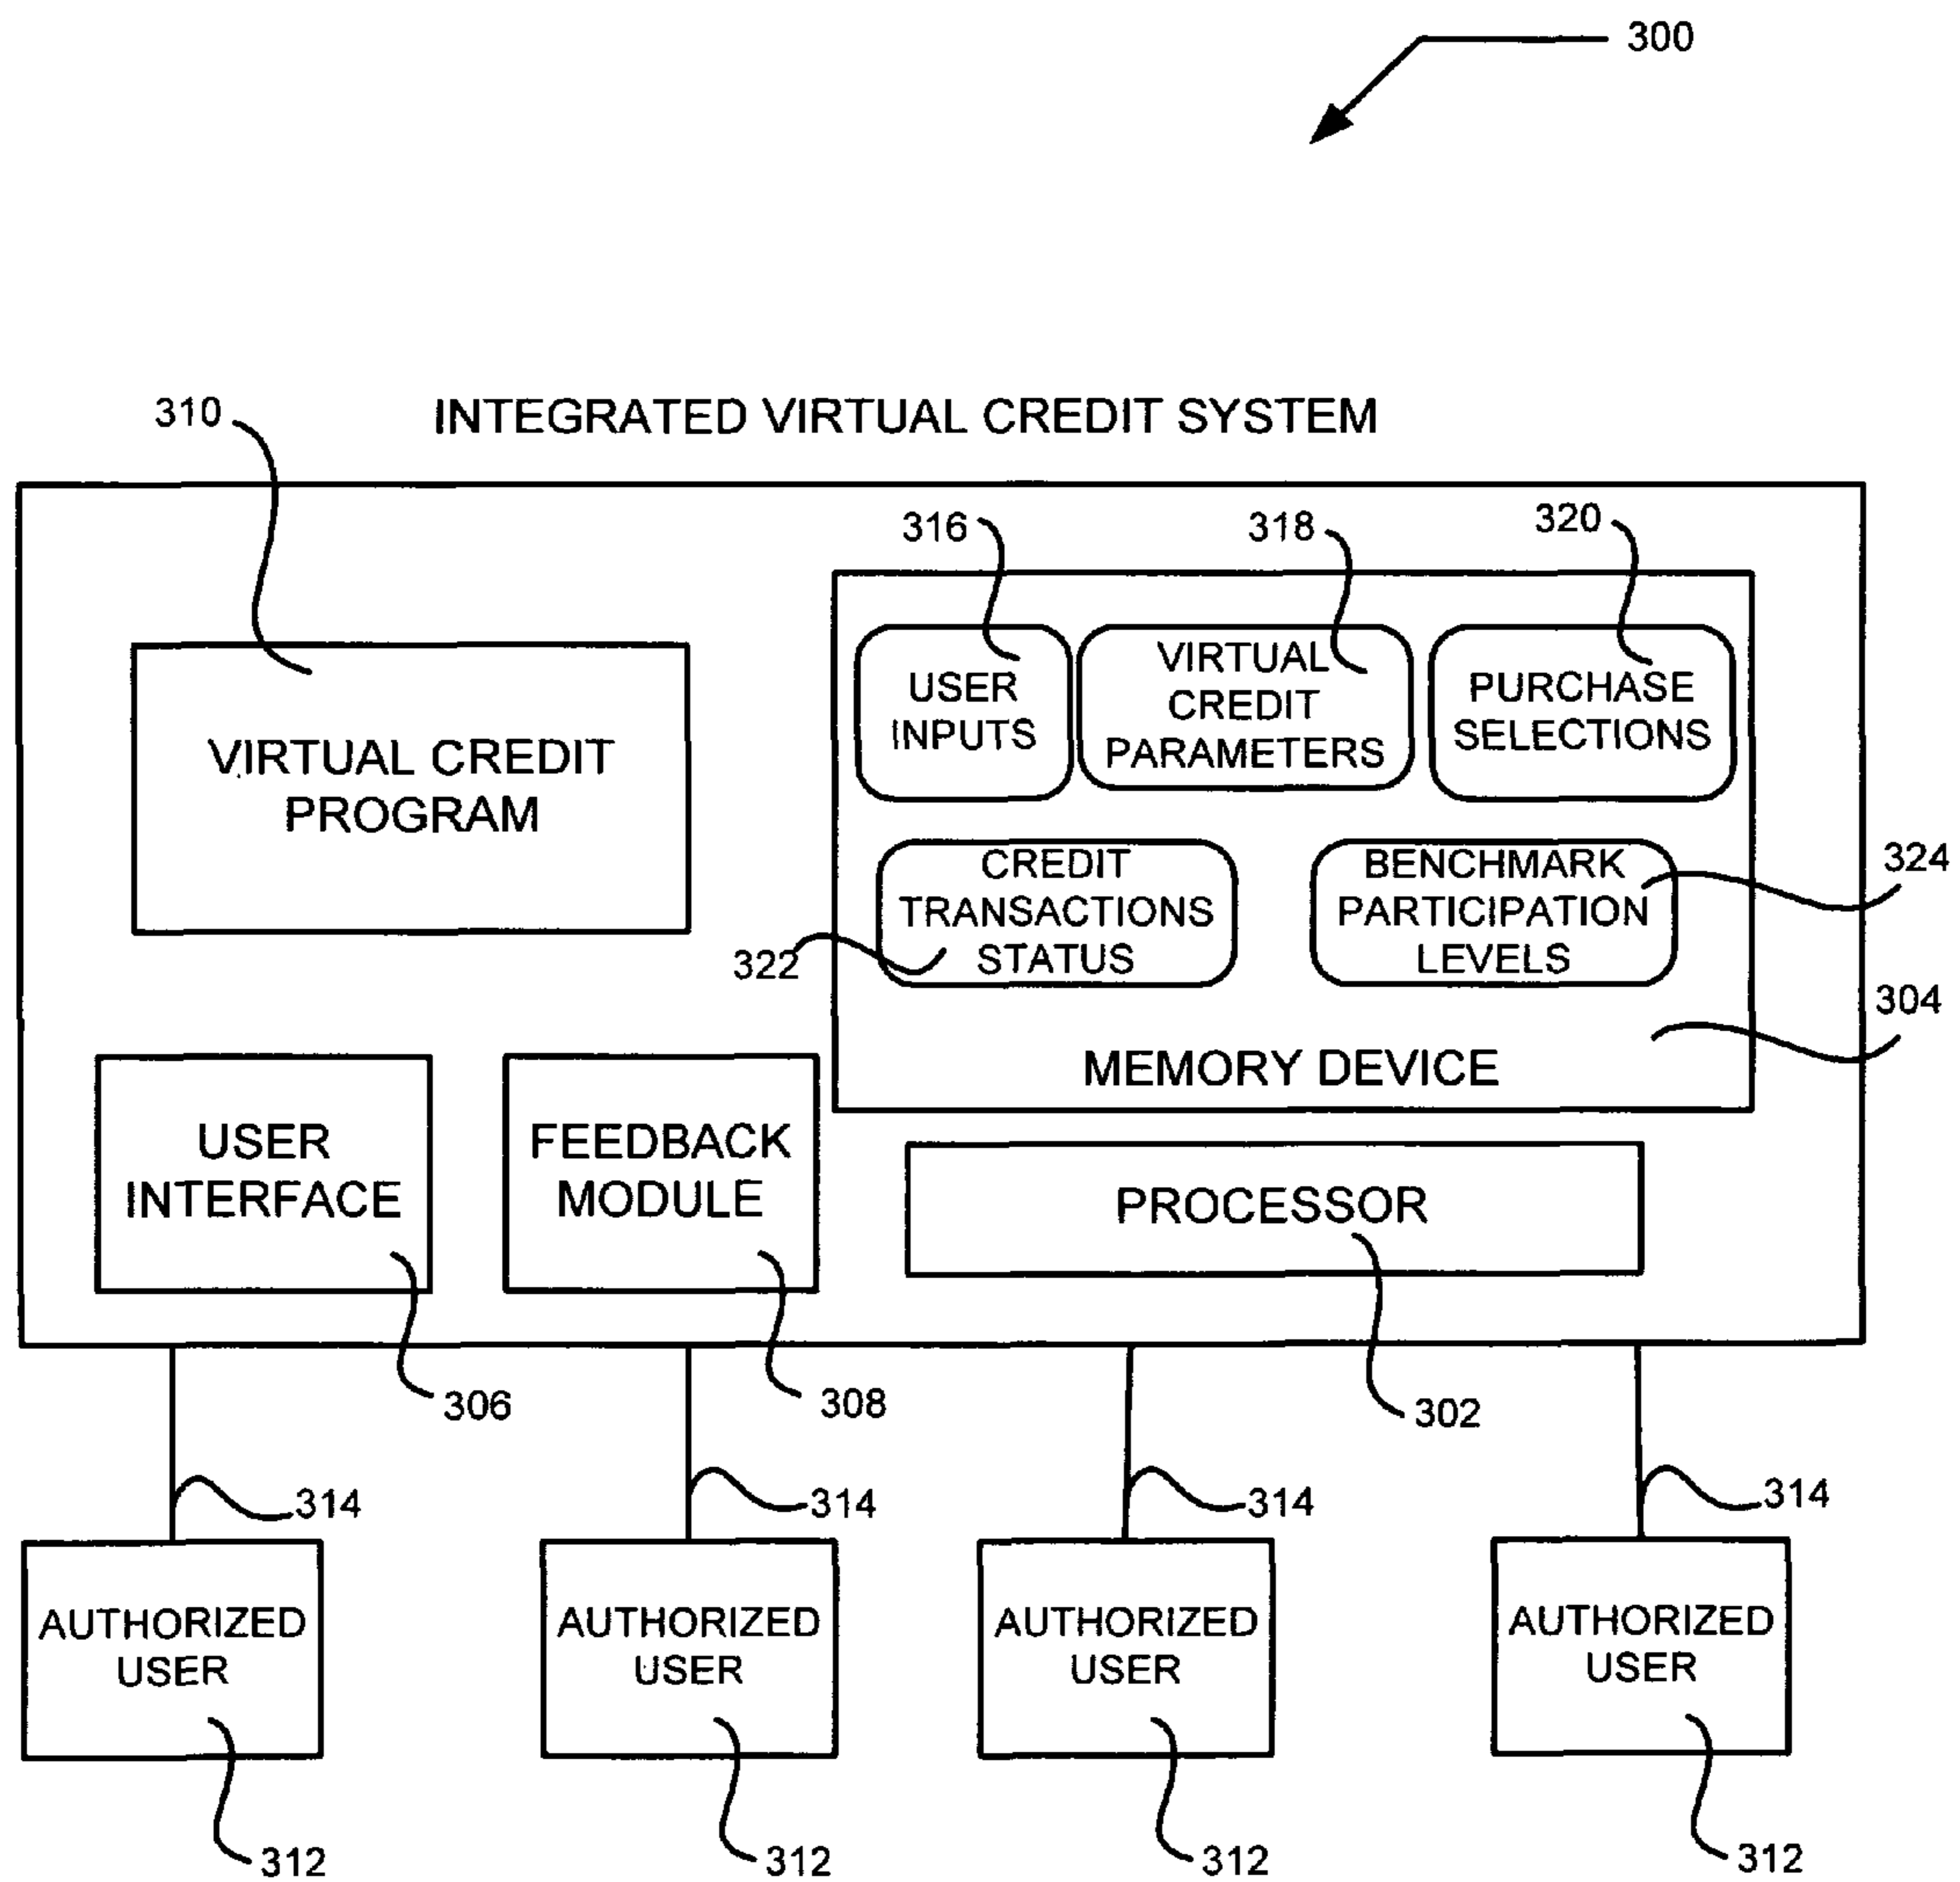 300
310
INTEGRATED VIRTUAL CREDIT SYSTEM
316
318
320
VIRTUAL CREDIT
PROGRAM
USER
INPUTS
VIRTUAL
CREDIT
PARAMETERS
PURCHASE
SELECTIONS
CREDIT
TRANSACTIONS
STATUS
322
BENCHMARK
PARTICIPATION
LEVELS
324
304
MEMORY DEVICE
USER
INTERFACE
FEEDBACK
MODULE
PROCESSOR
306
308
302
314
314
314
314
AUTHORIZED
USER
AUTHORIZED
USER
AUTHORIZED
USER
AUTHORIZED
USER
312
312
312
312